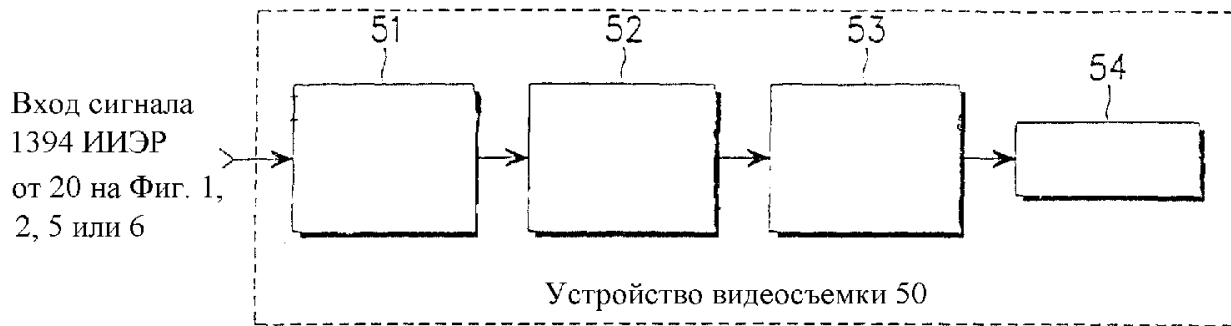 51
52
53
54
Вход сигнала
1394 ИИЭР
от 20 на Фиг. 1,
2, 5 или 6
Устройство видеосъемки 50